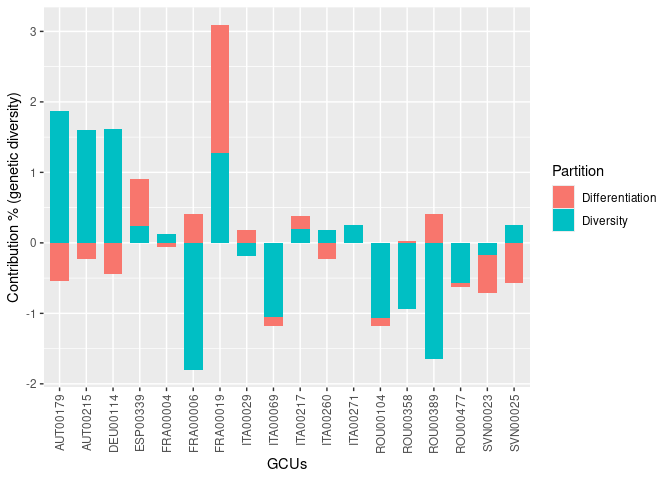 Contribution % (genetic diversity)
3
2
1
0
-1
-2
AUT00179
AUT00215
DEU00114
ESP00339
FRA00004
FRA00006
FRA00019
ITA00029
ITA00069
ITA00217
ITA00260
ITA00271
ROU00104
ROU00358
ROU00389
ROU00477
SVN00023
SVN00025
GCUs
Partition
Differentiation
Diversity